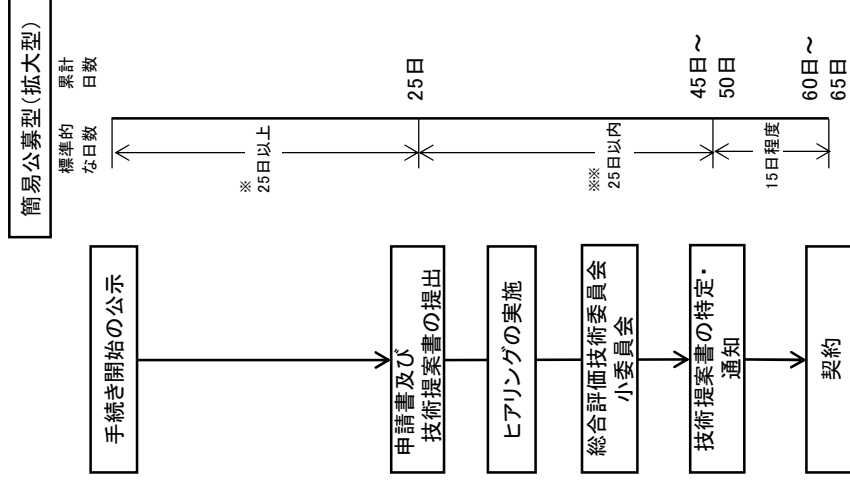 簡易公募型(拡大型)
標準的
な日数
累計
日数
手続き開始の公示
※
25日以上
申請書及び
技術提案書の提出
25日
ヒアリングの実施
※※
25日以内
総合評価技術委員会
小委員会
技術提案書の特定・
通知
45日～
50日
15日程度
契約
60日～
65日